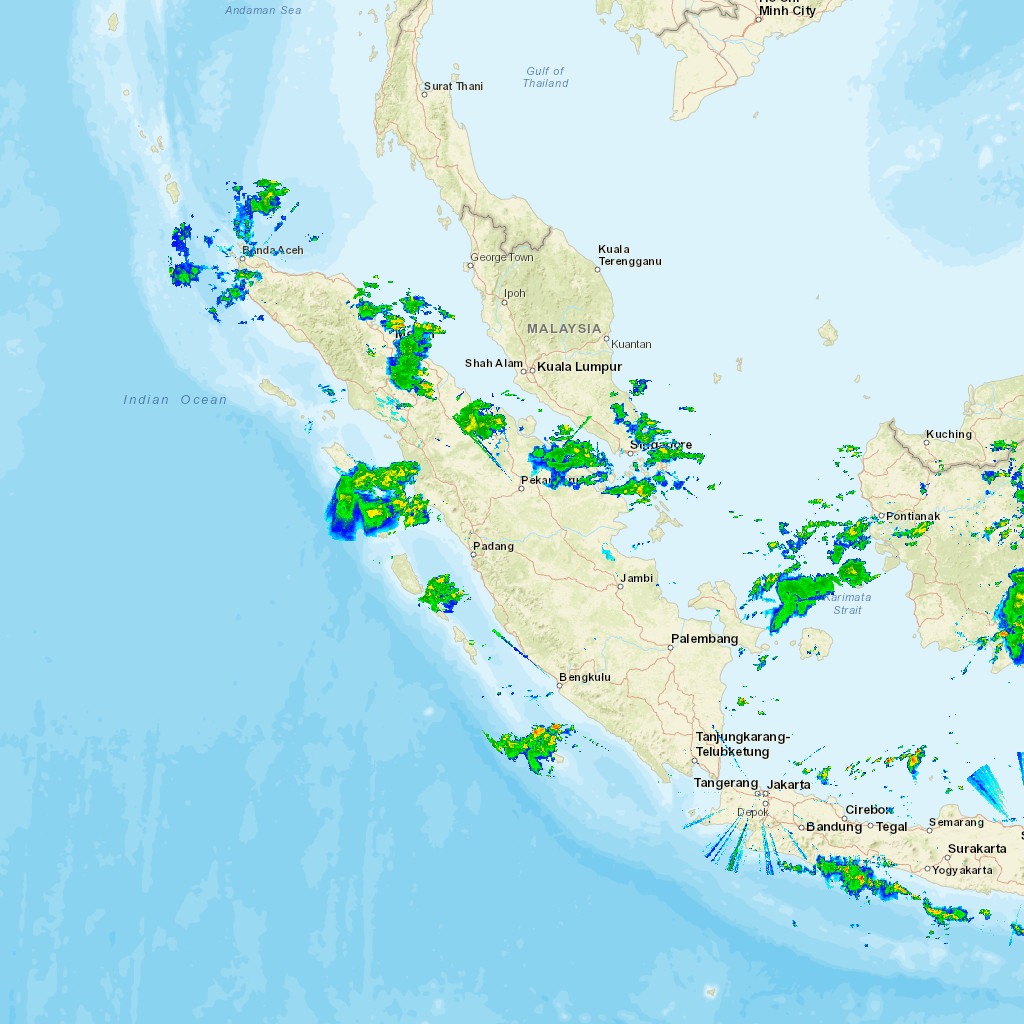 Andaman Sea
Minh City
Gulf of
Thailand
Surat Thani
Banda Aceh
George Town
Kuala
Terengganu
Ipoh
MALAYSIA
Kuantan
Shah Alam
Kuala Lumpur
Indian Ocean
Singapore
Kuching
Pontianak
Padang
Jambi
Karimata
Strait
Palembang
Bengkulu
Tanjungkarang-
Telubketung
Tangerang
Jakarta
Depok
Cirebon
Bandung
Tegal
Semarang
Surakarta
Yogyakarta